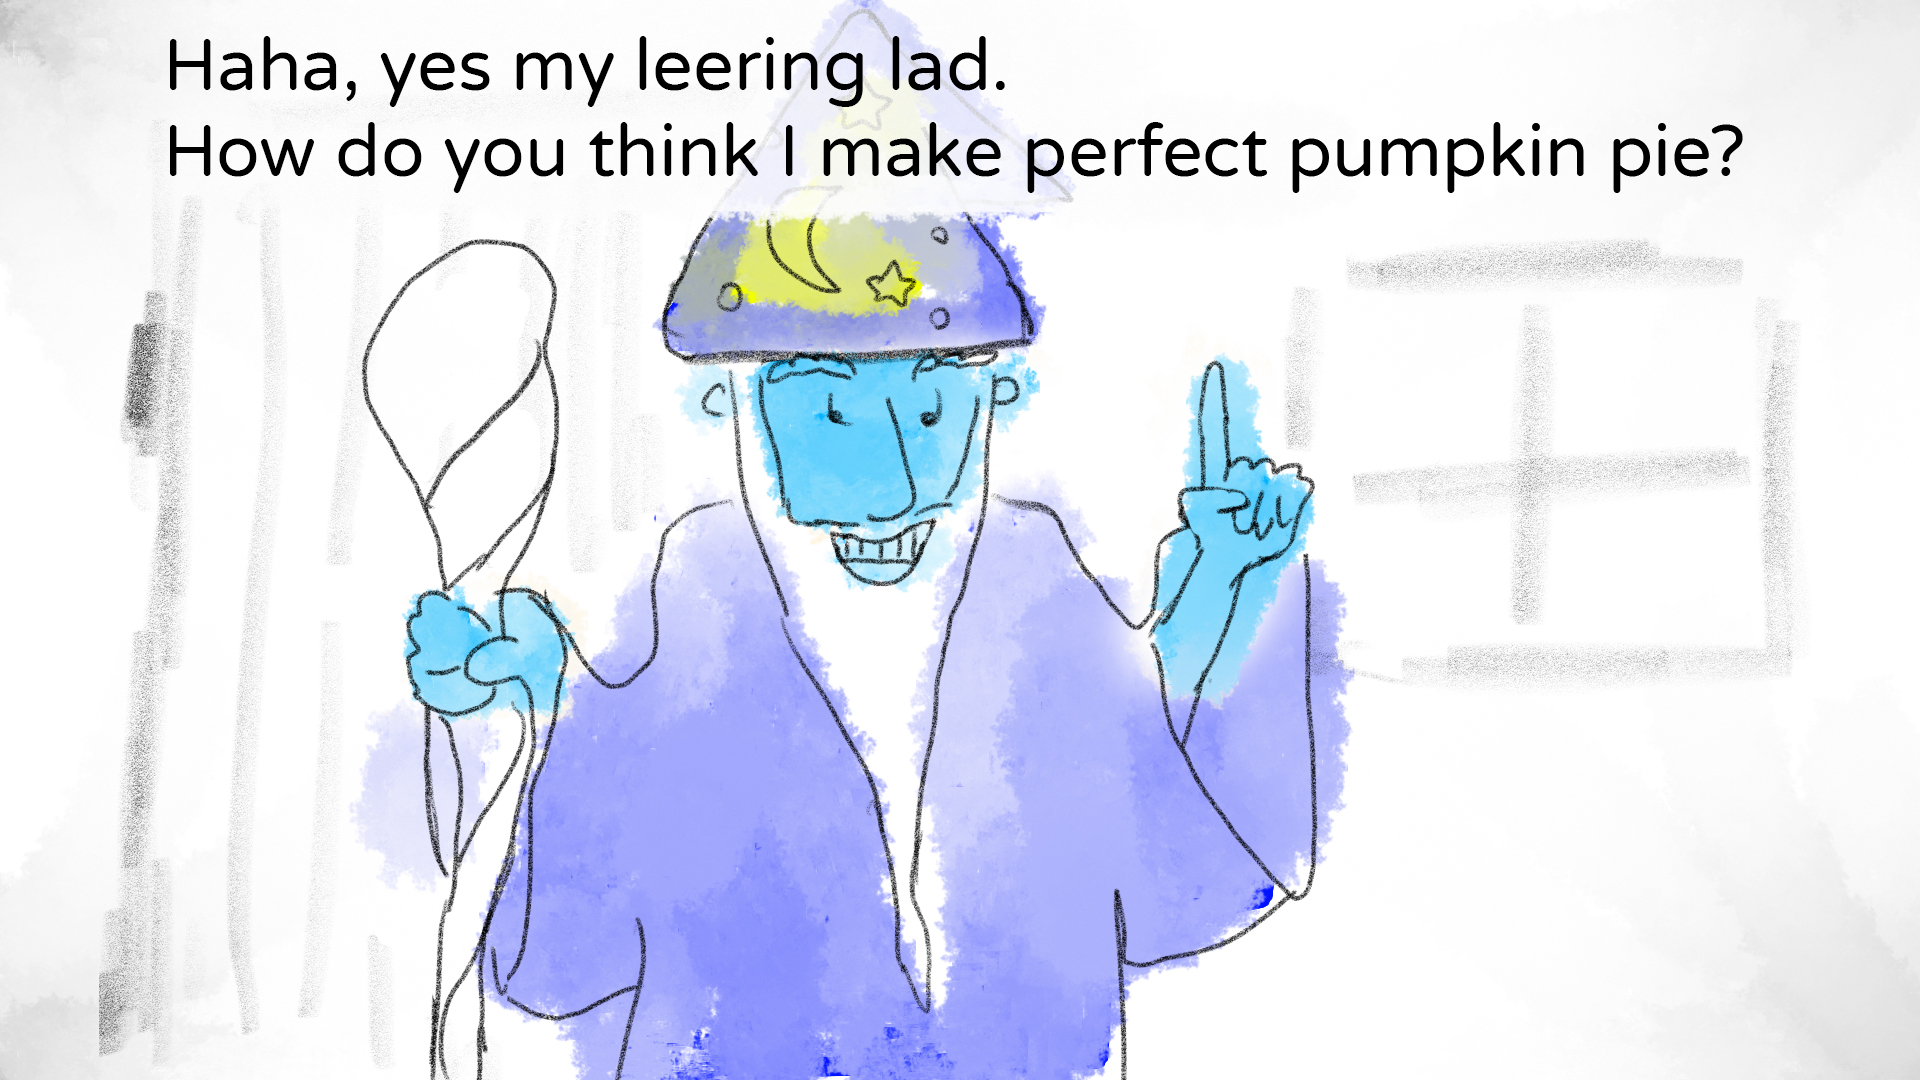 Haha, yes my leering lad.
How do you think I make perfect pumpkin pie?